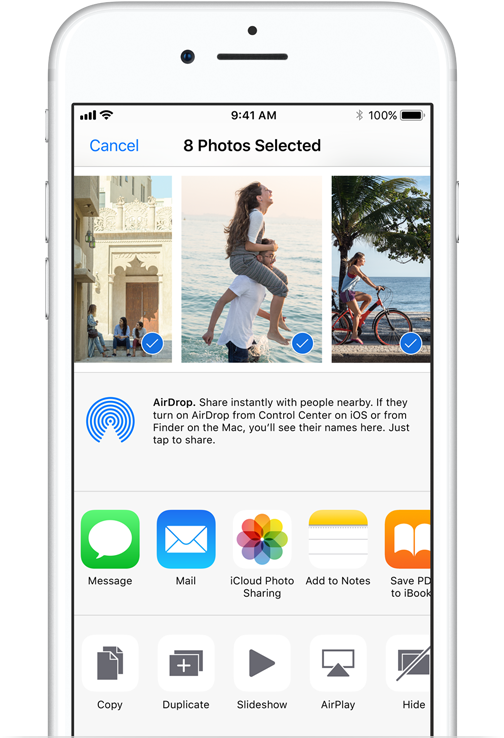 9:41 AM
100%
Cancel
8 Photos Selected
AirDrop. Share instantly with people nearby. If they
turn on AirDrop from Control Center on iOS or from
Finder on the Mac, you’ll see their names here. Just
tap to share.
Message
Mail
iCloud Photo
Sharing
Add to Notes
Save PD
to iBook
Copy
Duplicate
Slideshow
AirPlay
Hide